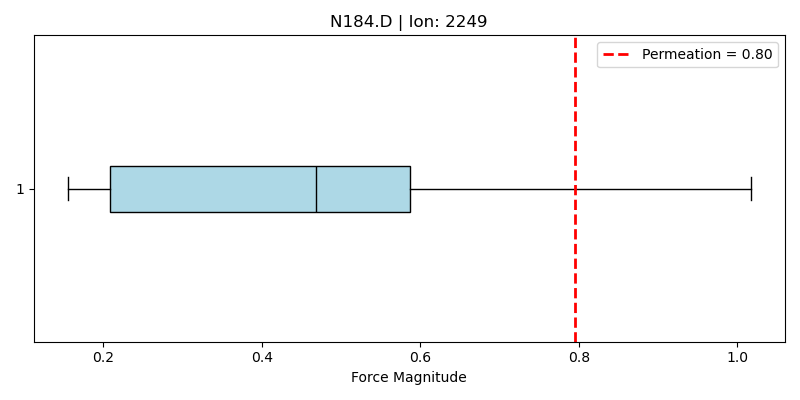 N184.D | Ion: 2249
Permeation = 0.80
1
0.2 0.4 0.6 0.8 1.0
Force Magnitude